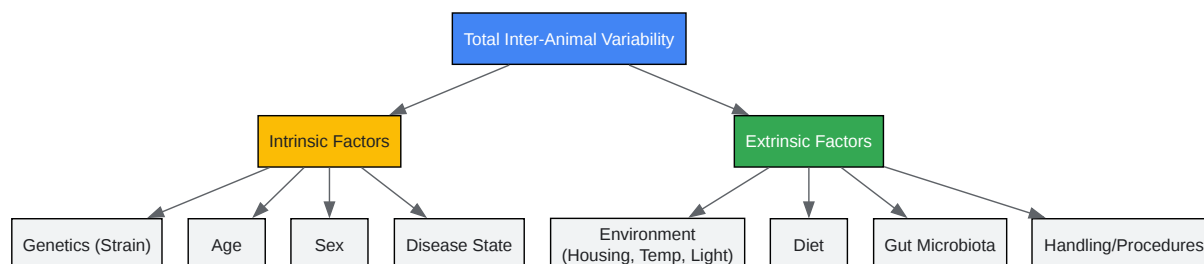 Total Inter-Animal Variability
Intrinsic Factors
Extrinsic Factors
Genetics (Strain)
Age
Sex
Disease State
Environment
(Housing, Temp, Light)
Diet
Gut Microbiota
Handling/Procedures